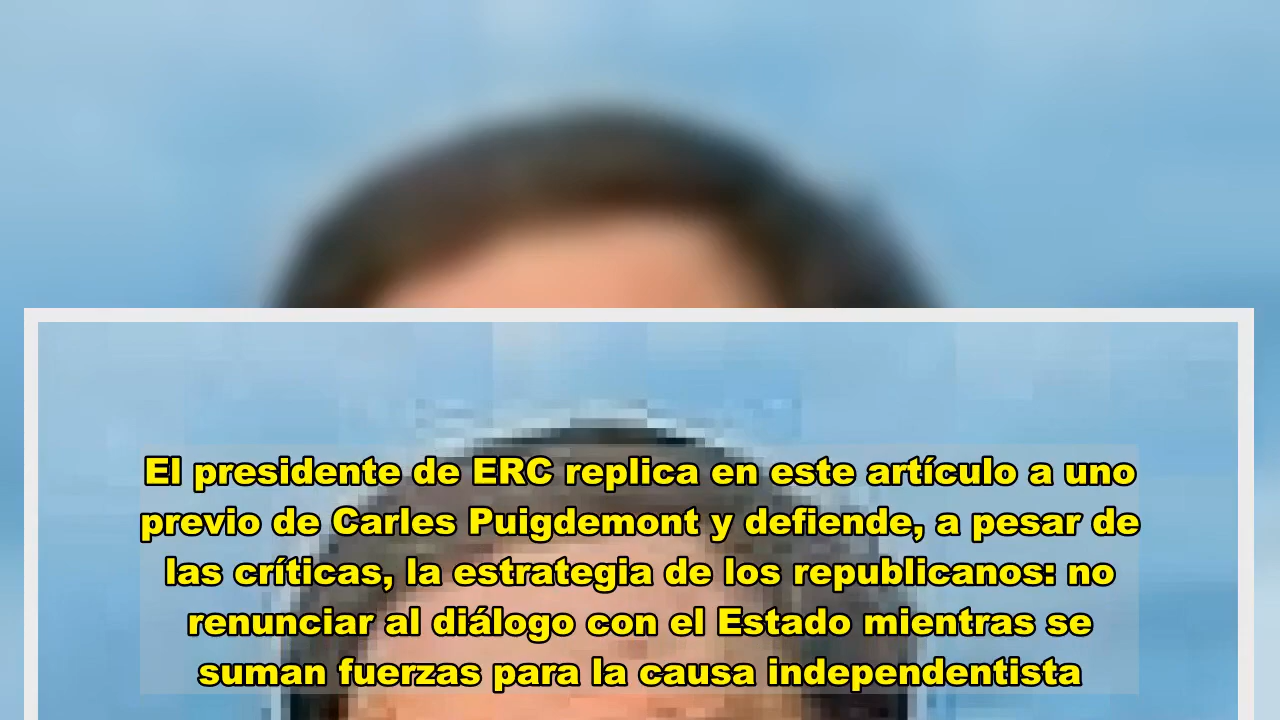 El presidente de ERC replica en este artículo a uno
previo de Carles Puigdemont y defiende, a pesar de
las críticas, la estrategia de los republicanos: no
renunciar al diálogo con el Estado mientras se
suman fuerzas para la causa independentista